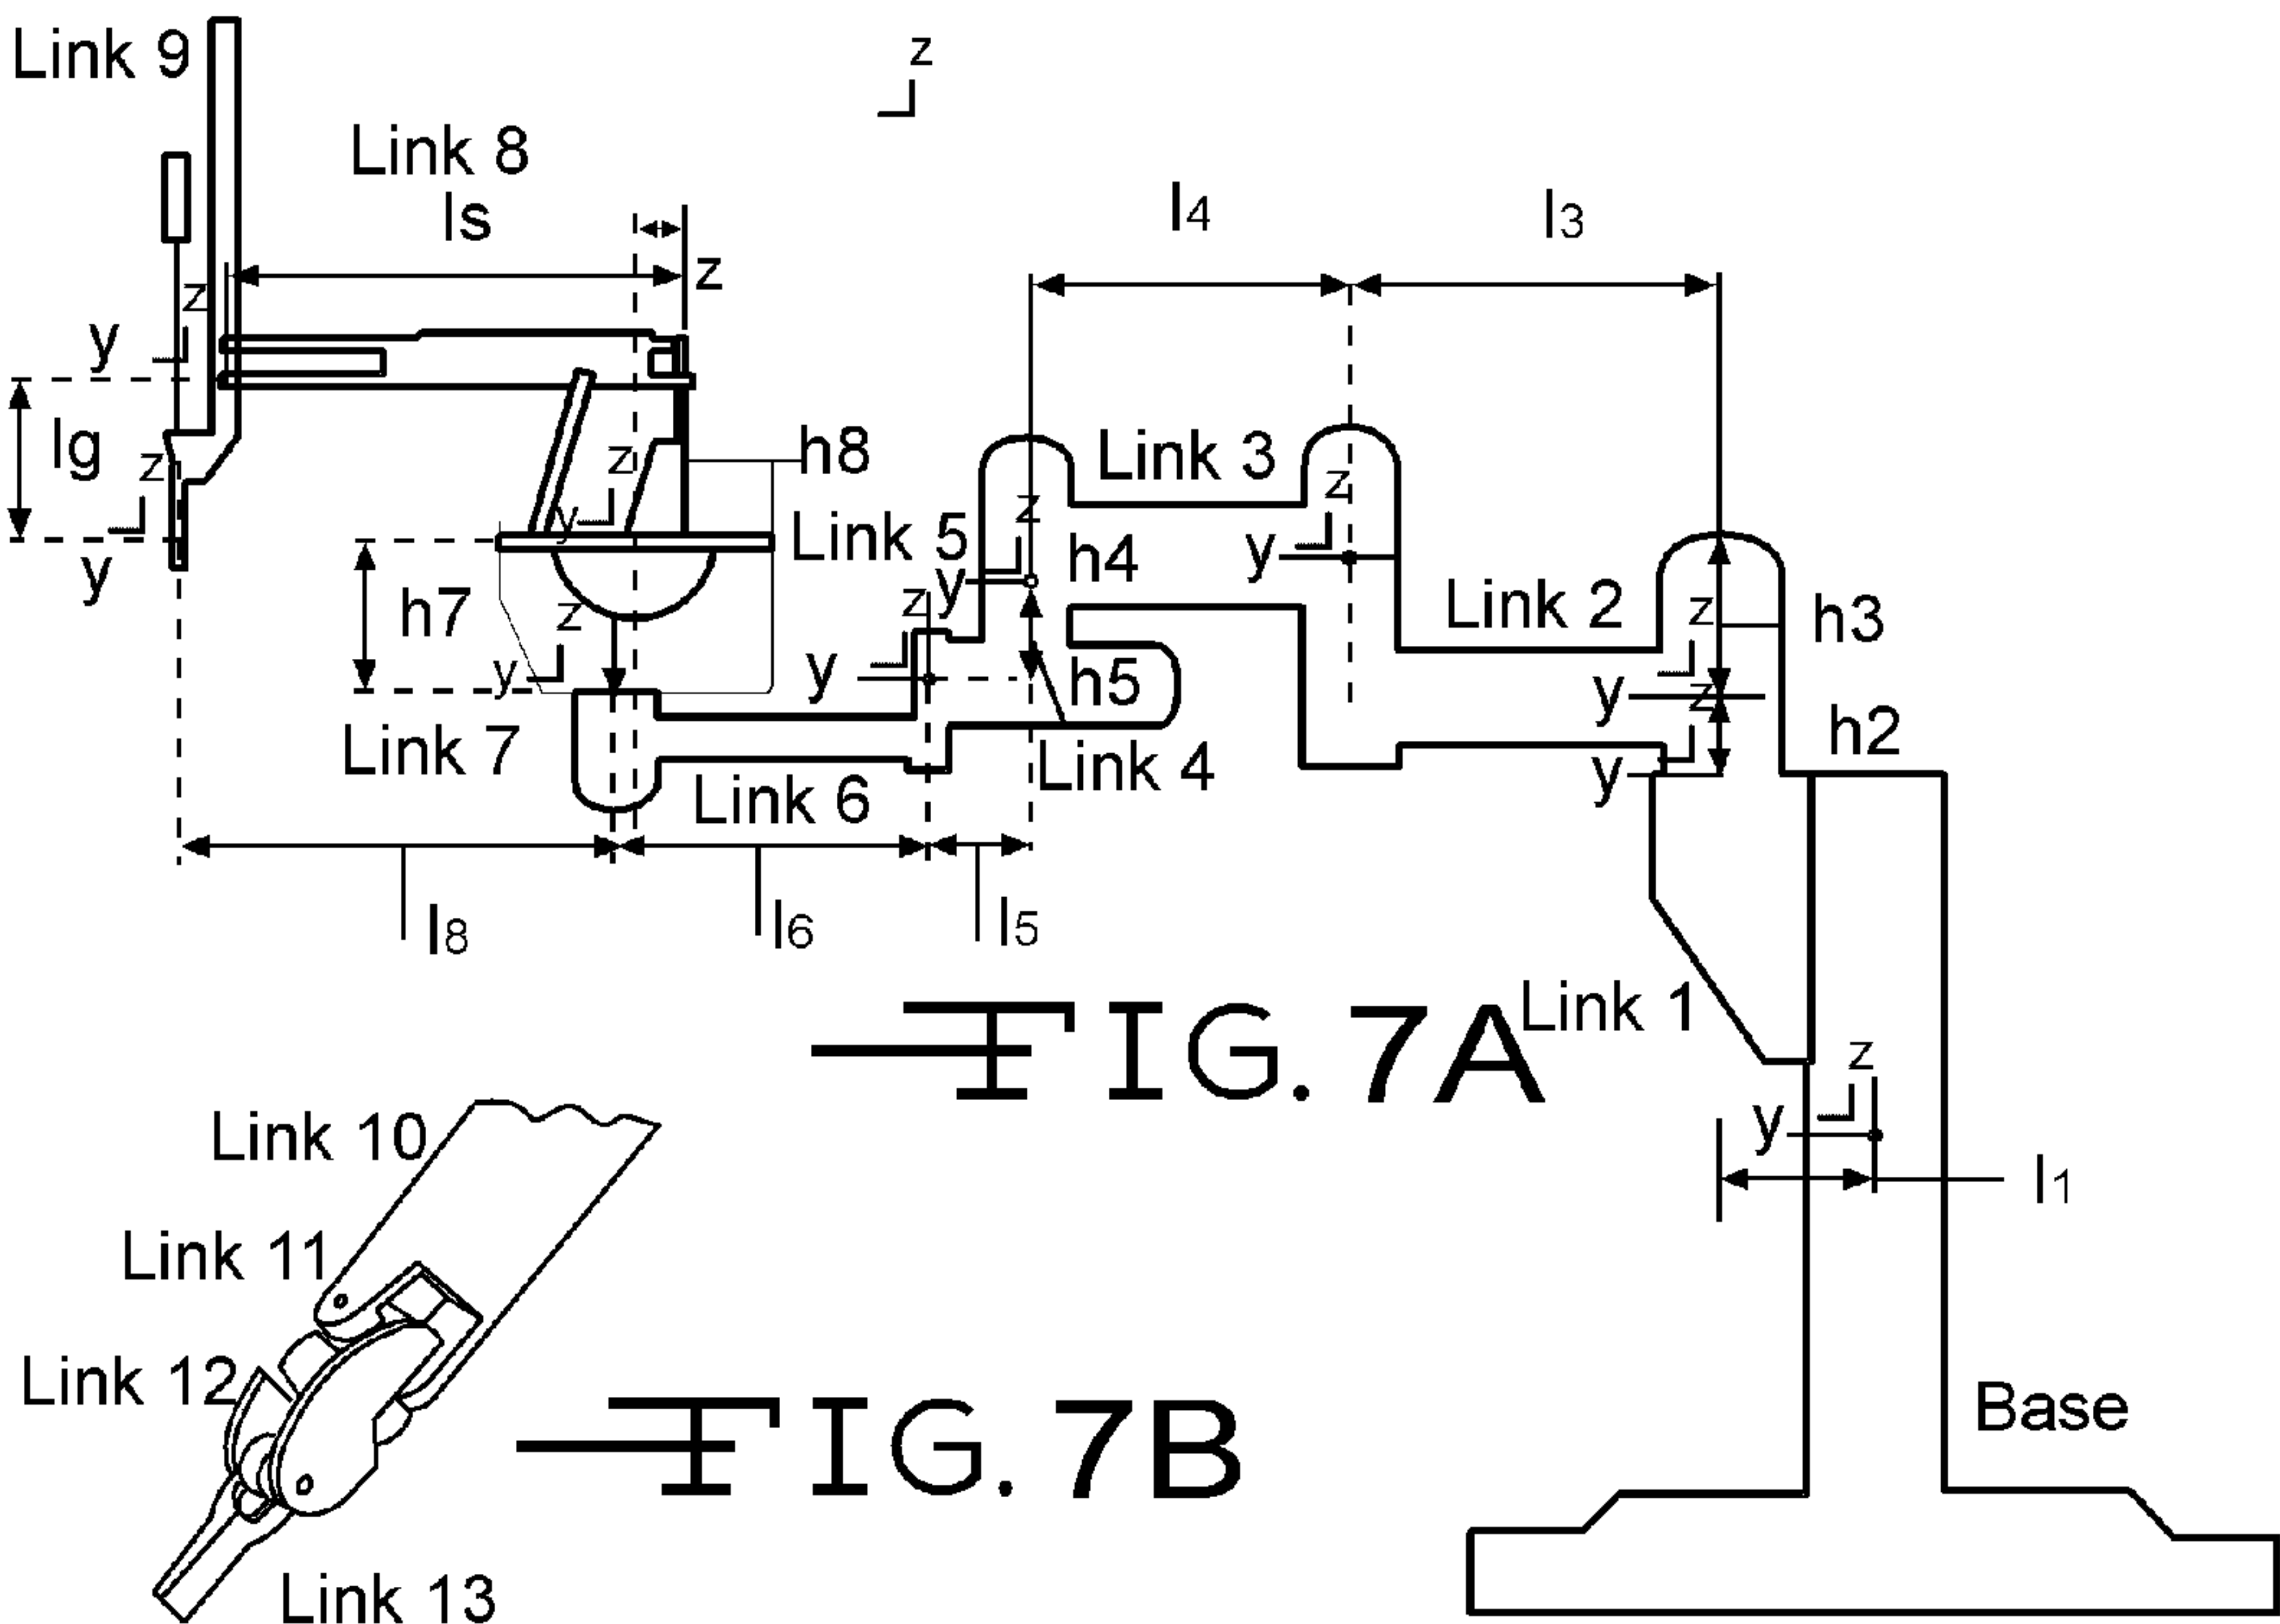 Link 9
z
Link 8
ls
l4
l3
z
z
y
lg
z
z
h8
Link 3
z
z
y
y
Link 5
y
h4
y
h7
z
z
Link 2
z
h3
y
y
h5
y
z
Link 7
Link 6
Link 4
y
h2
l8
l6
l5
Link 1
FIG. 7A
z
y
l1
Link 10
Link 11
Link 12
FIG. 7B
Base
Link 13